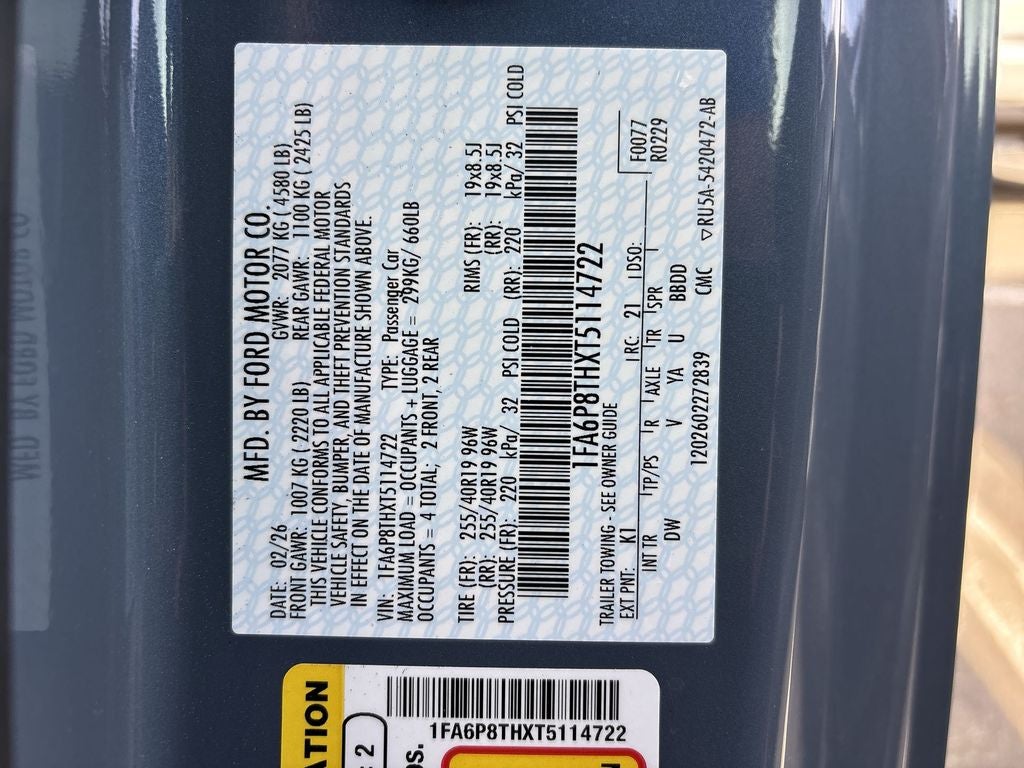 MFD. BY FORD MOTOR CO.
DATE: 02/26 GVWR: 2077 KG ( 4580 LB)
FRONT GAWR: 1007 KG ( 2220 LB) REAR GAWR: 1100 KG ( 2425 LB)
THIS VEHICLE CONFORMS TO ALL APPLICABLE FEDERAL MOTOR
VEHICLE SAFETY, BUMPER, AND THEFT PREVENTION STANDARDS
IN EFFECT ON THE DATE OF MANUFACTURE SHOWN ABOVE.
VIN: 1FA6P8THXT5114722 TYPE: Passenger Car
MAXIMUM LOAD = OCCUPANTS + LUGGAGE = 299KG/ 660LB
OCCUPANTS = 4 TOTAL; 2 FRONT, 2 REAR
TIRE (FR): 255/40R19 96W RIMS (FR): 19x8.5J
(RR): 255/40R19 96W (RR): 19x8.5J
PRESSURE (FR): 220 kPa/ 32 PSI COLD (RR): 220 kPa/ 32 PSI COLD
1FA6P8THXT5114722
TRAILER TOWING - SEE OWNER GUIDE F0077
EXT PNT: K1 RC: 21 DSO: R0229
INT TR TP/PS R AXLE TR SPR
DW V YA U BBDD
1202602272839 CMC ▽RU5A-5420472-AB
ATION
: 2
os.
1FA6P8THXT5114722